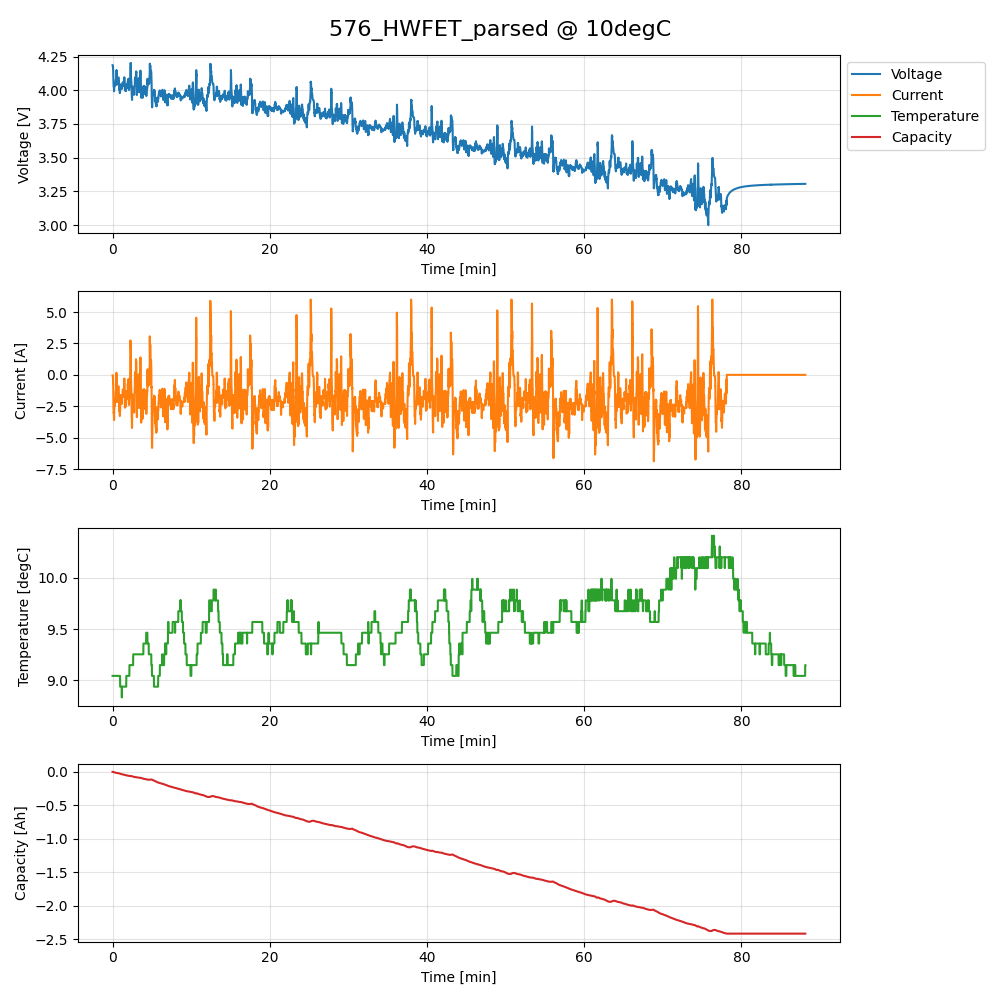 576_HWFET_parsed @ 10degC
Voltage
Current
Temperature
Capacity
Voltage [V]
4.25
4.00
3.75
3.50
3.25
3.00
0 20 40 60 80
Time [min]
Current [A]
5.0
2.5
0.0
−2.5
−5.0
−7.5
0 20 40 60 80
Time [min]
Temperature [degC]
10.0
9.5
9.0
0 20 40 60 80
Time [min]
Capacity [Ah]
0.0
−0.5
−1.0
−1.5
−2.0
−2.5
0 20 40 60 80
Time [min]